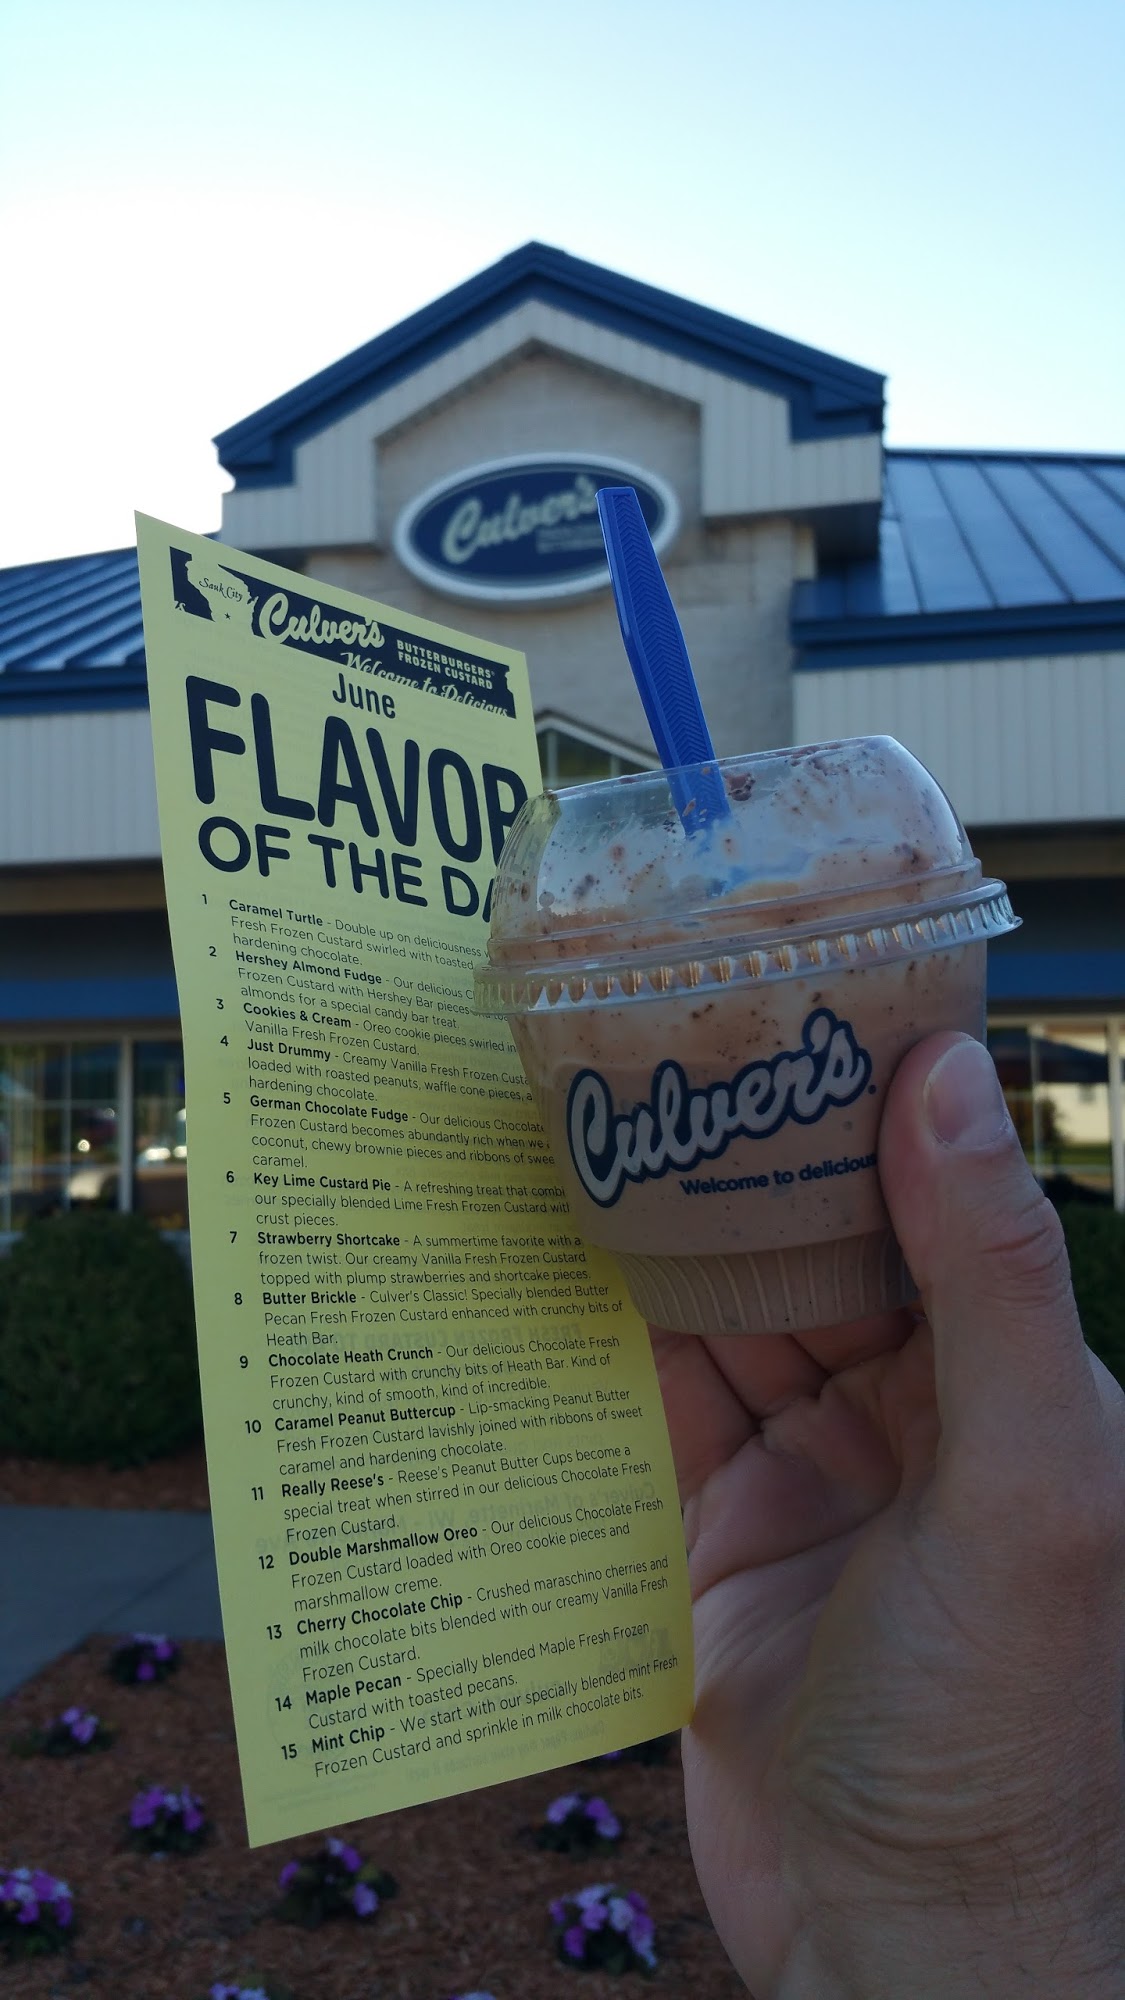 Culver's
Sauk City
Culver's
BUTTERBURGERS
FROZEN CUSTARD
Welcome to Delicious
June
FLAVOR
OF THE DA
1 Caramel Turtle - Double up on deliciousness
Fresh Frozen Custard swirled with toasted
hardening chocolate.
2 Hershey Almond Fudge - Our delicious C
Frozen Custard with Hershey Bar pieces
almonds for a special candy bar treat.
3 Cookies & Cream - Oreo cookie pieces swirled in
Vanilla Fresh Frozen Custard.
4 Just Drummy - Creamy Vanilla Fresh Frozen Custa
loaded with roasted peanuts, waffle cone pieces, a
hardening chocolate.
5 German Chocolate Fudge - Our delicious Chocolat
Frozen Custard becomes abundantly rich when we
coconut, chewy brownie pieces and ribbons of swee
caramel.
6 Key Lime Custard Pie - A refreshing treat that combi
our specially blended Lime Fresh Frozen Custard with
crust pieces.
7 Strawberry Shortcake - A summertime favorite with a
frozen twist. Our creamy Vanilla Fresh Frozen Custard
topped with plump strawberries and shortcake pieces.
8 Butter Brickle - Culver's Classic! Specially blended Butter
Pecan Fresh Frozen Custard enhanced with crunchy bits of
Heath Bar.
9 Chocolate Heath Crunch - Our delicious Chocolate Fresh
Frozen Custard with crunchy bits of Heath Bar. Kind of
crunchy, kind of smooth, kind of incredible.
10 Caramel Peanut Buttercup - Lip-smacking Peanut Butter
Fresh Frozen Custard lavishly joined with ribbons of sweet
caramel and hardening chocolate.
11 Really Reese's - Reese's Peanut Butter Cups become a
special treat when stirred in our delicious Chocolate Fresh
Frozen Custard.
12 Double Marshmallow Oreo - Our delicious Chocolate Fresh
Frozen Custard loaded with Oreo cookie pieces and
marshmallow creme.
13 Cherry Chocolate Chip - Crushed maraschino cherries and
milk chocolate bits blended with our creamy Vanilla Fresh
Frozen Custard.
14 Maple Pecan - Specially blended Maple Fresh Frozen
Custard with toasted pecans.
15 Mint Chip - We start with our specially blended mint Fresh
Frozen Custard and sprinkle in milk chocolate bits.
Culver's.
Welcome to delicious